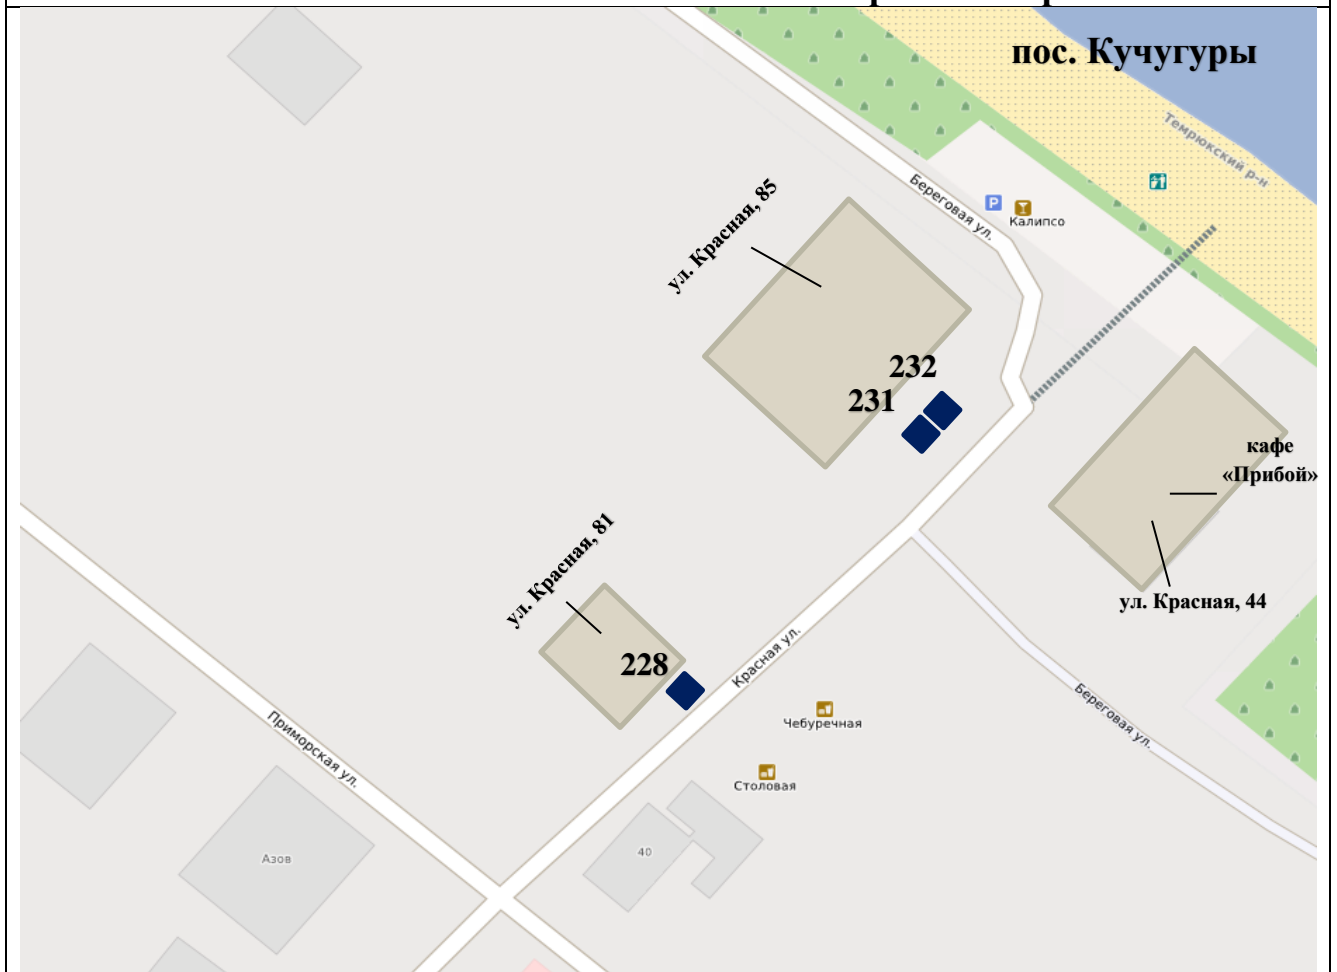 пос. Кучугуры
Темрюкский р-н
Береговая ул.
P
Калипсо
ул. Красная, 85
232
231
кафе
«Прибой»
ул. Красная, 81
ул. Красная, 44
228
Красная ул.
Береговая ул.
Чебуречная
Приморская ул.
Столовая
40
Азов